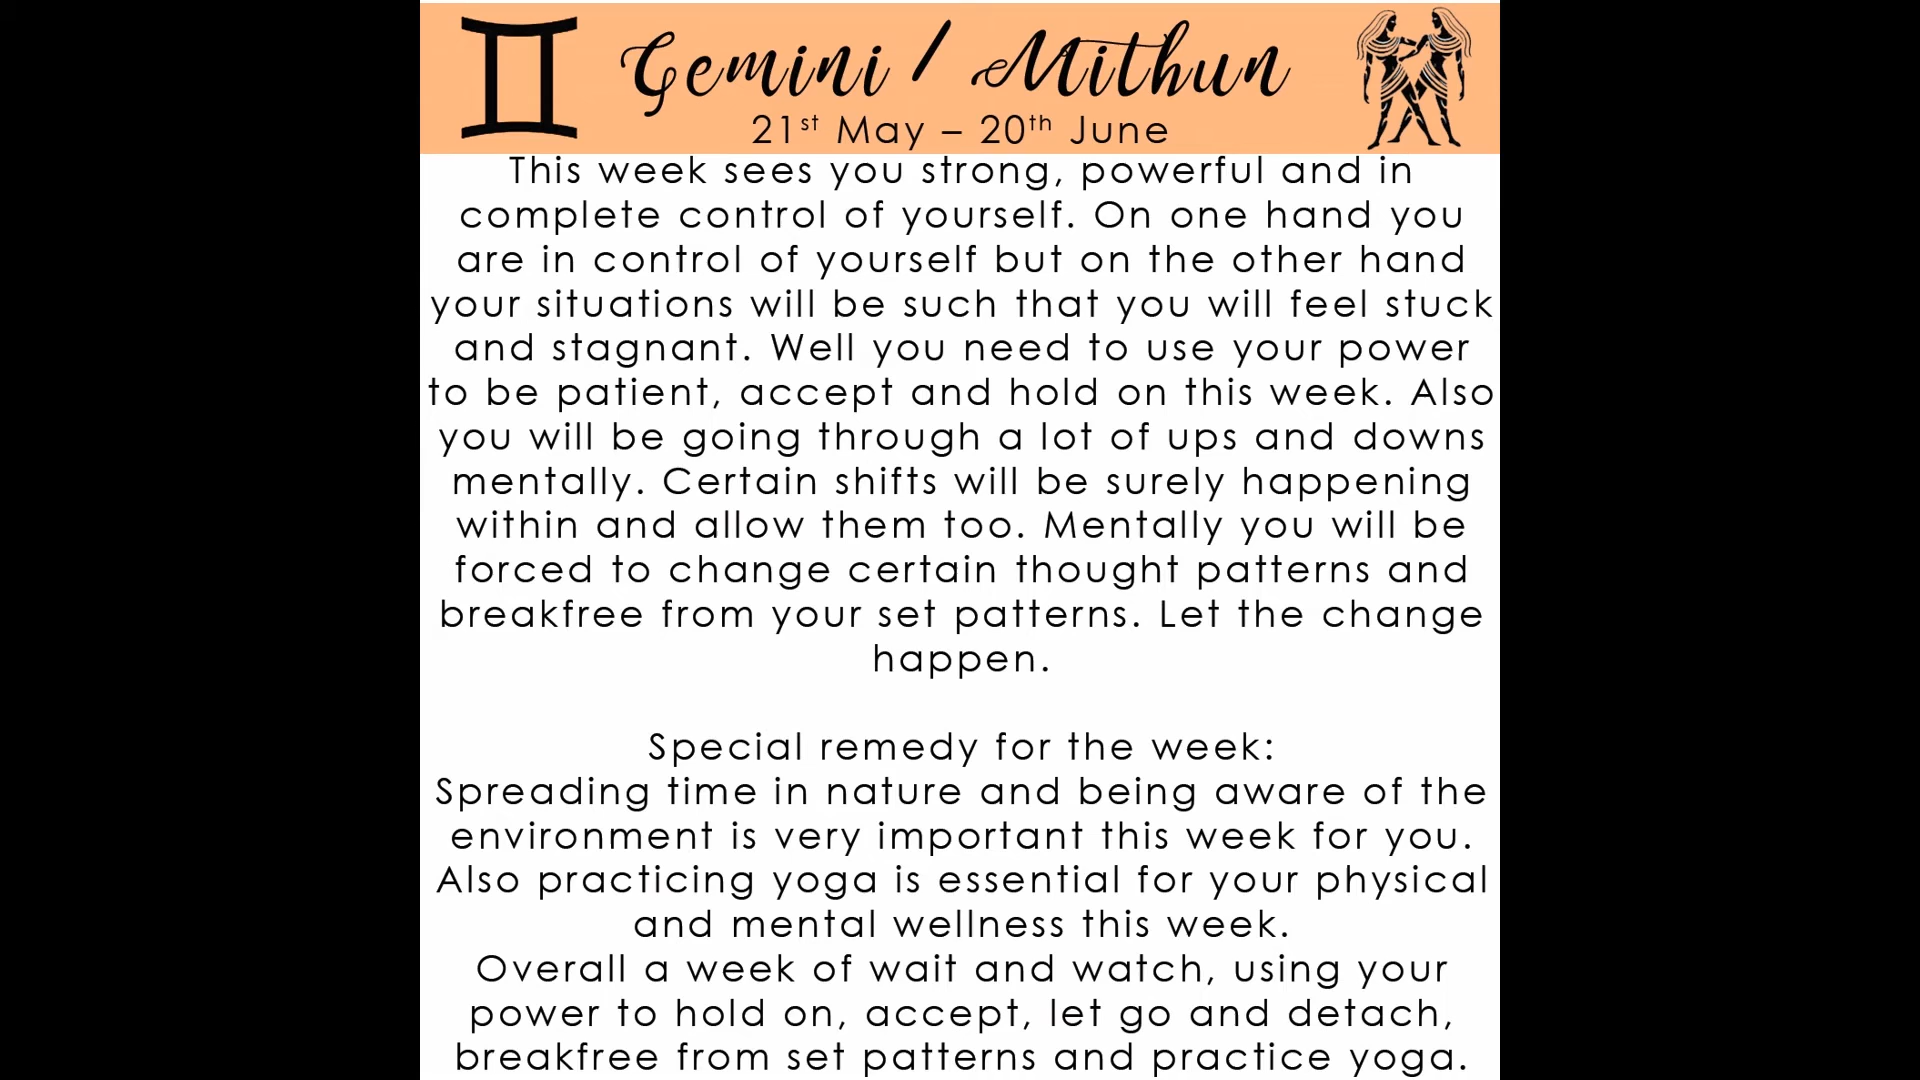 Gemini / Mithun
21st May – 20th June
This week sees you strong, powerful and in
complete control of yourself. On one hand you
are in control of yourself but on the other hand
your situations will be such that you will feel stuck
and stagnant. Well you need to use your power
to be patient, accept and hold on this week. Also
you will be going through a lot of ups and downs
mentally. Certain shifts will be surely happening
within and allow them too. Mentally you will be
forced to change certain thought patterns and
breakfree from your set patterns. Let the change
happen.
Special remedy for the week:
Spreading time in nature and being aware of the
environment is very important this week for you.
Also practicing yoga is essential for your physical
and mental wellness this week.
Overall a week of wait and watch, using your
power to hold on, accept, let go and detach,
breakfree from set patterns and practice yoga.